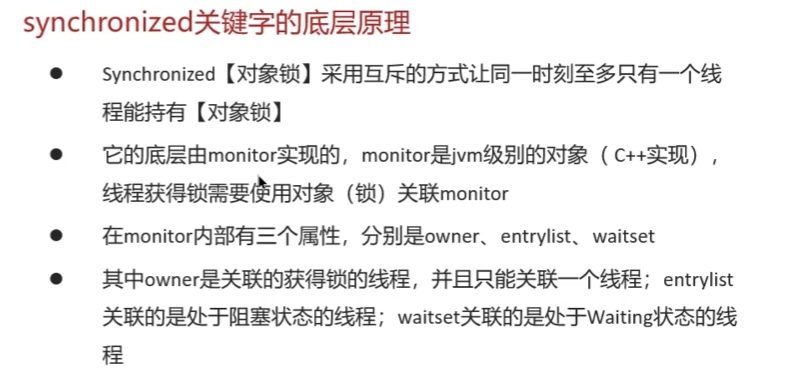 synchronized关键字的底层原理
● Synchronized【对象锁】采用互斥的方式让同一时刻至多只有一个线
程能持有【对象锁】
● 它的底层由monitor实现的，monitor是jvm级别的对象（ C++实现），
线程获得锁需要使用对象（锁）关联monitor
● 在monitor内部有三个属性，分别是owner、entrylist、waitset
● 其中owner是关联的获得锁的线程，并且只能关联一个线程；entrylist
关联的是处于阻塞状态的线程；waitset关联的是处于Waiting状态的线
程